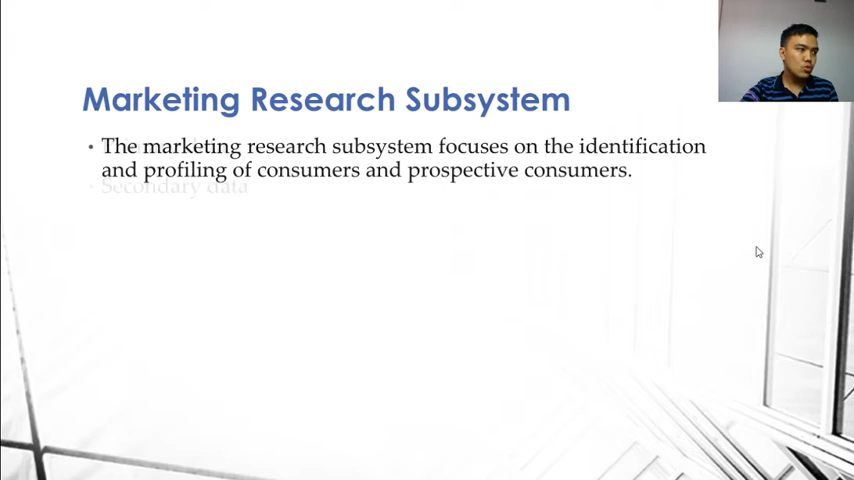 Marketing Research Subsystem
• The marketing research subsystem focuses on the identification
and profiling of consumers and prospective consumers.
• Secondary data